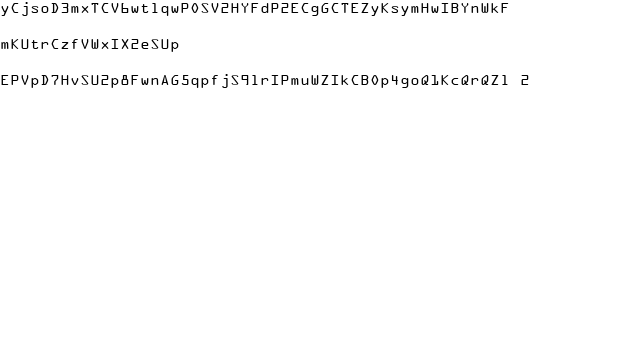 yCjsoD3mxTCV6wt1qwP0SV2HYFdP2ECgGCTEZyKsymHwIBYnWkF
mKUtrCzfVWxIX2eSUp
EPVpD7HvSU2p8FwnAG5qpfjS91rIPmuWZIkCB0p4goQ1KcQrQZ1 2